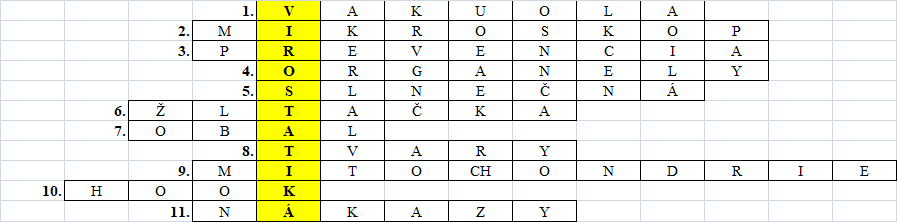 1. V A K U O L A
2. M I K R O S K O P
3. P R E V E N C I A
4. O R G A N E L Y
5. S L N E Č N Á
6. Ž L T A Č K A
7. O B A L
8. T V A R Y
9. M I T O CH O N D R I E
10. H O O K
11. N Á K A Z Y